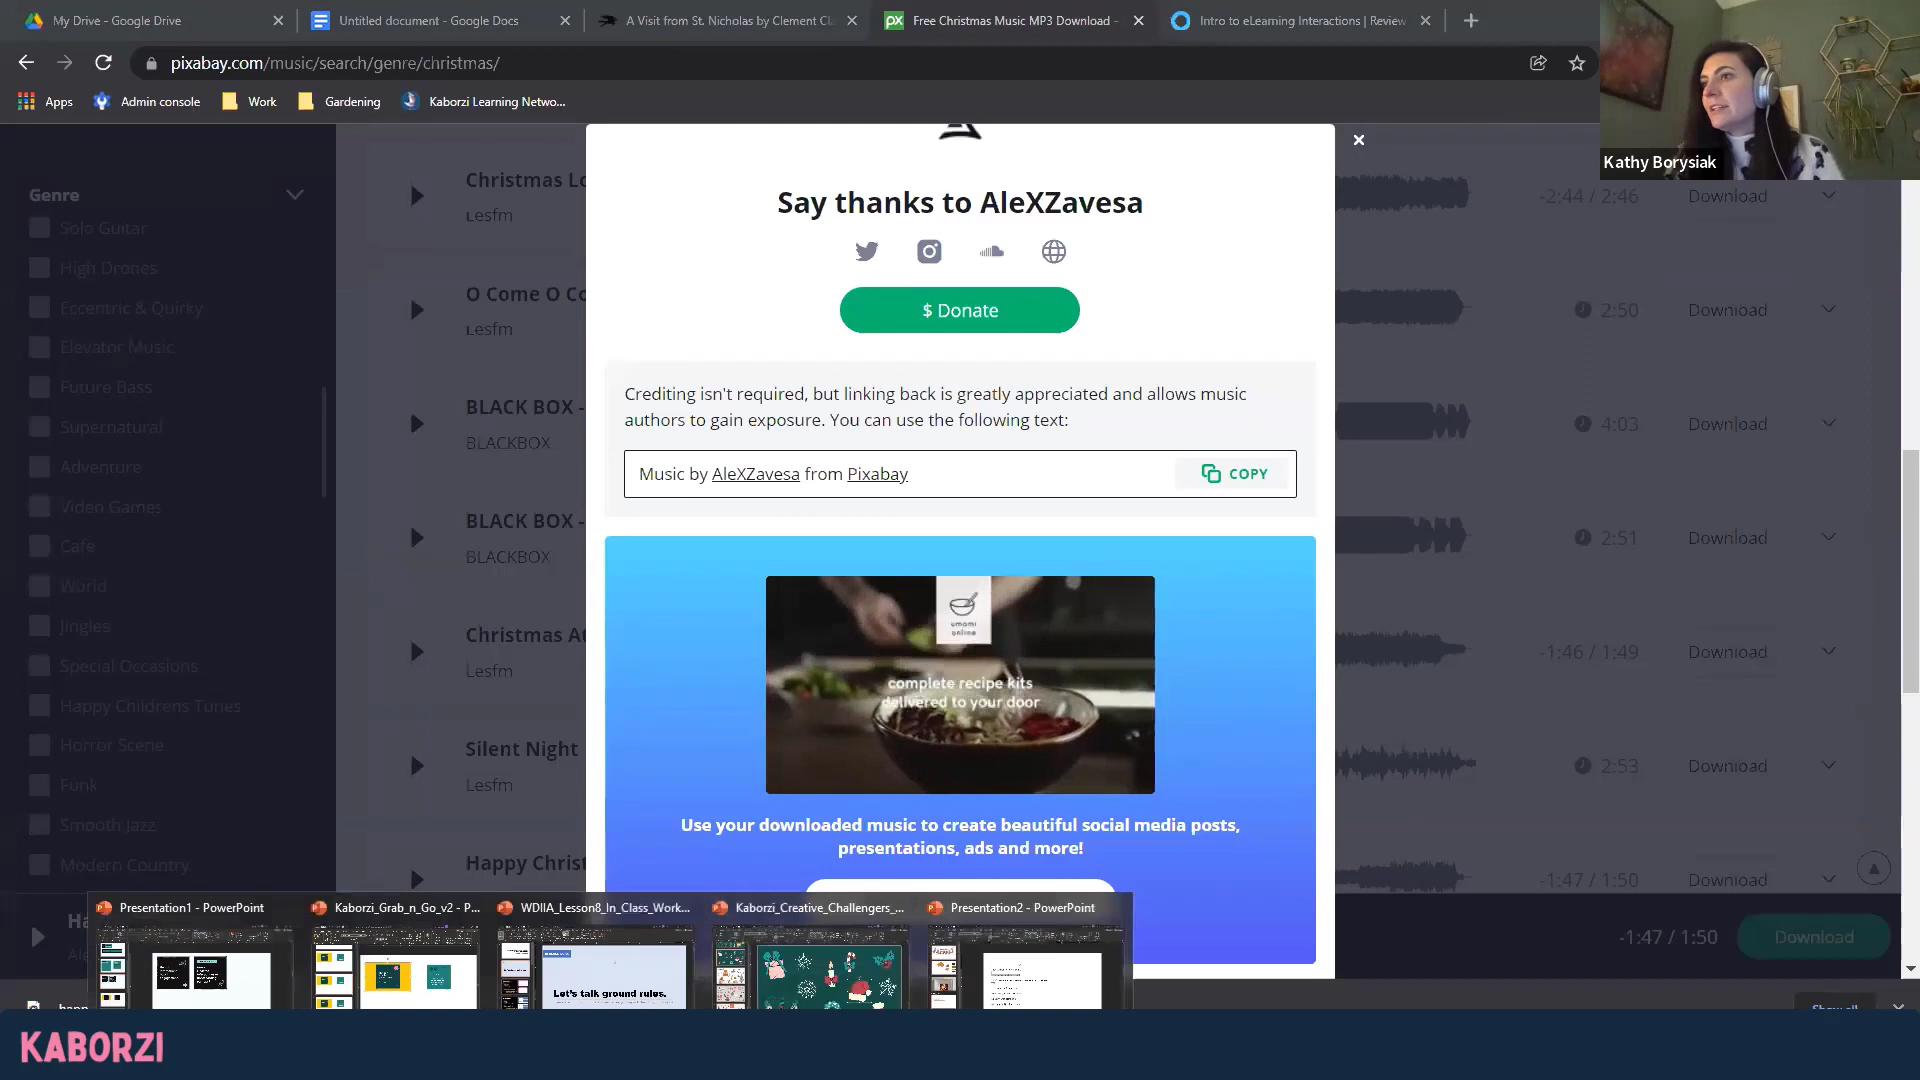 My Drive - Google Drive
Untitled document - Google Docs
A Visit from St. Nicholas by Clement Cl
Free Christmas Music MP3 Download -
Intro to eLearning Interactions | Review
pixabay.com/music/search/genre/christmas/
Apps
Admin console
Work
Gardening
Kaborzi Learning Netwo...
Kathy Borysiak
Genre
Solo Guitar
High Drones
Eccentric & Quirky
Elevator Music
Future Bass
Supernatural
Adventure
Video Games
Cafe
World
Jingles
Special Occasions
Happy Childrens Tunes
Horror Scene
Funk
Smooth Jazz
Modern Country
Christmas Lo
Lesfm
-2:44 / 2:46
Download
O Come O Co
Lesfm
2:50
Download
BLACK BOX -
BLACKBOX
4:03
Download
BLACK BOX -
BLACKBOX
2:51
Download
Christmas At
Lesfm
-1:46 / 1:49
Download
Silent Night
Lesfm
2:53
Download
Happy Christ
-1:47 / 1:50
Download
Say thanks to AleXZavesa
$ Donate
Crediting isn't required, but linking back is greatly appreciated and allows music
authors to gain exposure. You can use the following text:
Music by AleXZavesa from Pixabay
COPY
umami
online
complete recipe kits
delivered to your door
Use your downloaded music to create beautiful social media posts,
presentations, ads and more!
Ha
-1:47 / 1:50
Download
Presentation1 - PowerPoint
Kaborzi_Grab_n_Go_v2 - P...
WDIIA_Lesson8_In_Class_Work...
Kaborzi_Creative_Challengers_...
Presentation2 - PowerPoint
Let's talk ground rules.
happ
Show all
KABORZI